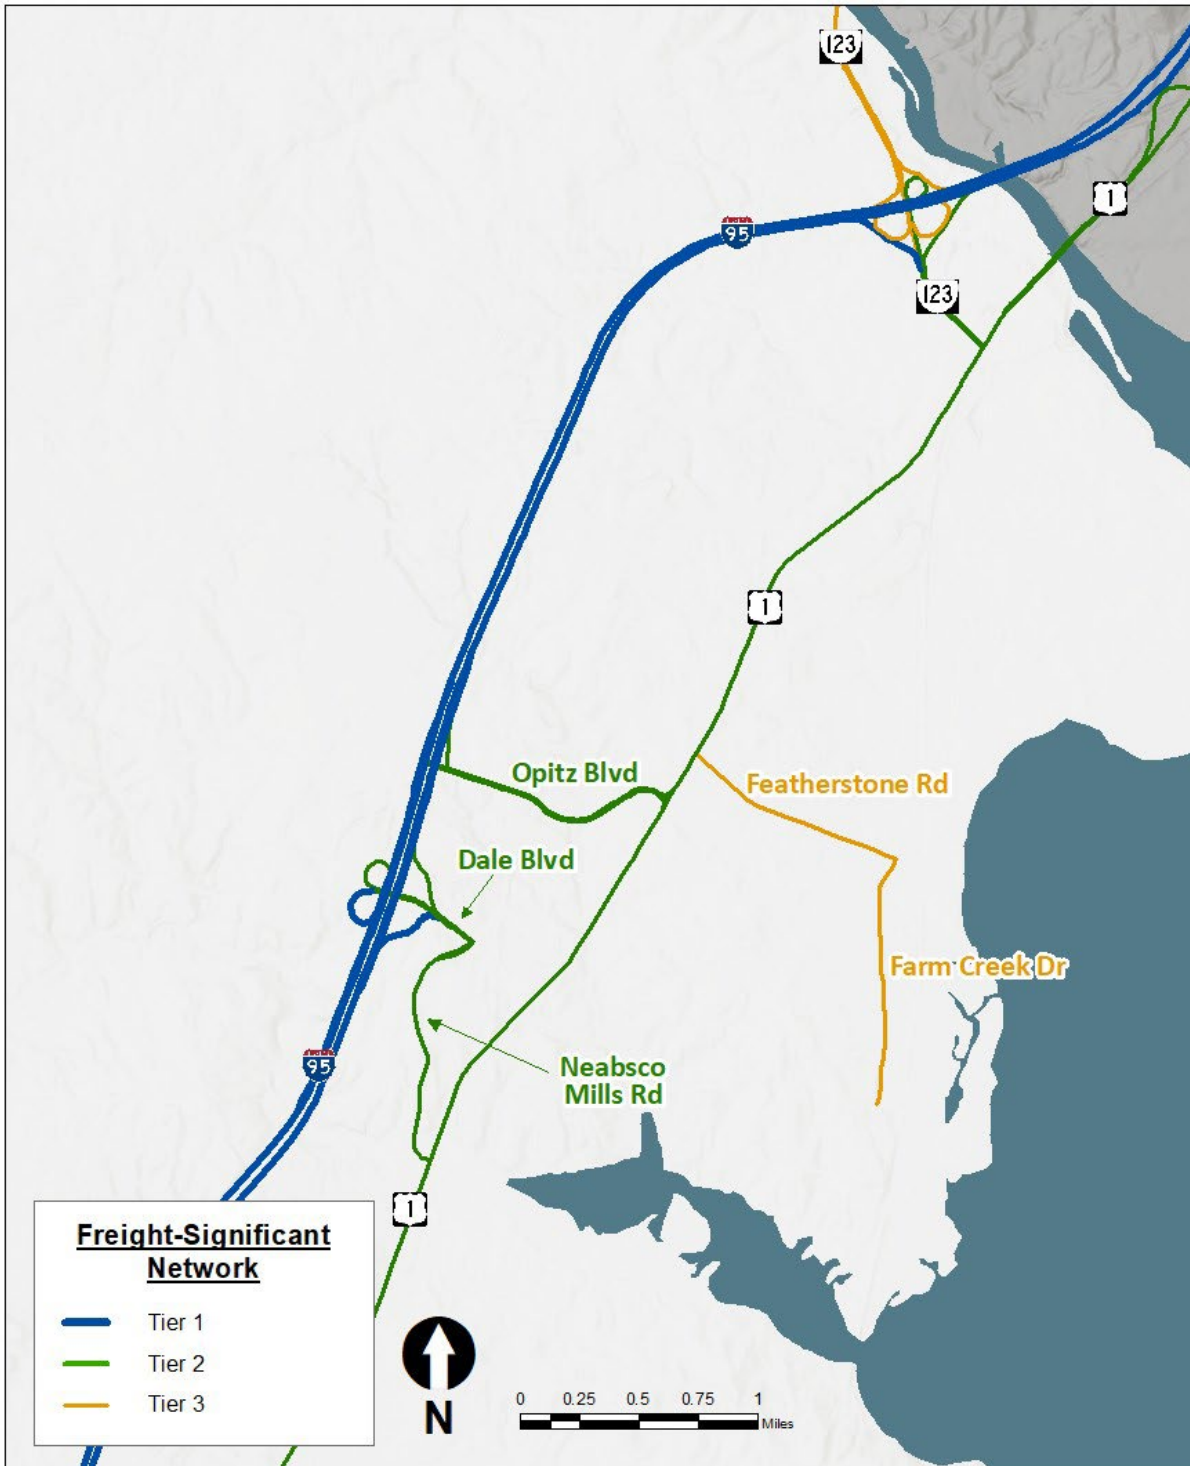 123
1
95
123
1
Opitz Blvd
Featherstone Rd
Dale Blvd
Farm Creek Dr
95
Neabsco
Mills Rd
1
Freight-Significant
Network
Tier 1
Tier 2
Tier 3
N
0 0.25 0.5 0.75 1
Miles